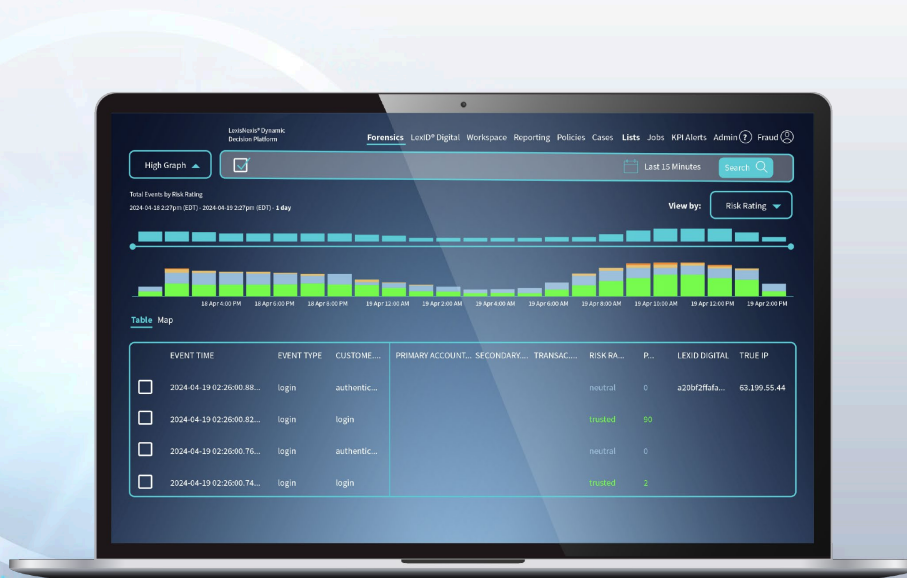 LexisNexis® Dynamic
Decision Platform
Forensics LexID® Digital Workspace Reporting Policies Cases Lists Jobs KPI Alerts Admin ? Fraud
High Graph
Last 15 Minutes
Search
Total Events by Risk Rating
2024-04-18 2:27pm (EDT) - 2024-04-19 2:27pm (EDT) - 1 day
View by: Risk Rating
18 Apr 4:00 PM 18 Apr 6:00 PM 18 Apr 8:00 PM 19 Apr 12:00 AM 19 Apr 2:00 AM 19 Apr 4:00 AM 19 Apr 6:00 AM 19 Apr 8:00 AM 19 Apr 10:00 AM 19 Apr 12:00 PM 19 Apr 2:00 PM
Table Map
EVENT TIME EVENT TYPE CUSTOME.... PRIMARY ACCOUNT... SECONDARY.... TRANSAC.... RISK RA... P... LEXID DIGITAL TRUE IP
2024-04-19 02:26:00.88... login authentic... neutral 0 a20bf2ffafa... 63.199.55.44
2024-04-19 02:26:00.82... login login trusted 90
2024-04-19 02:26:00.76... login authentic... neutral 0
2024-04-19 02:26:00.74... login login trusted 2